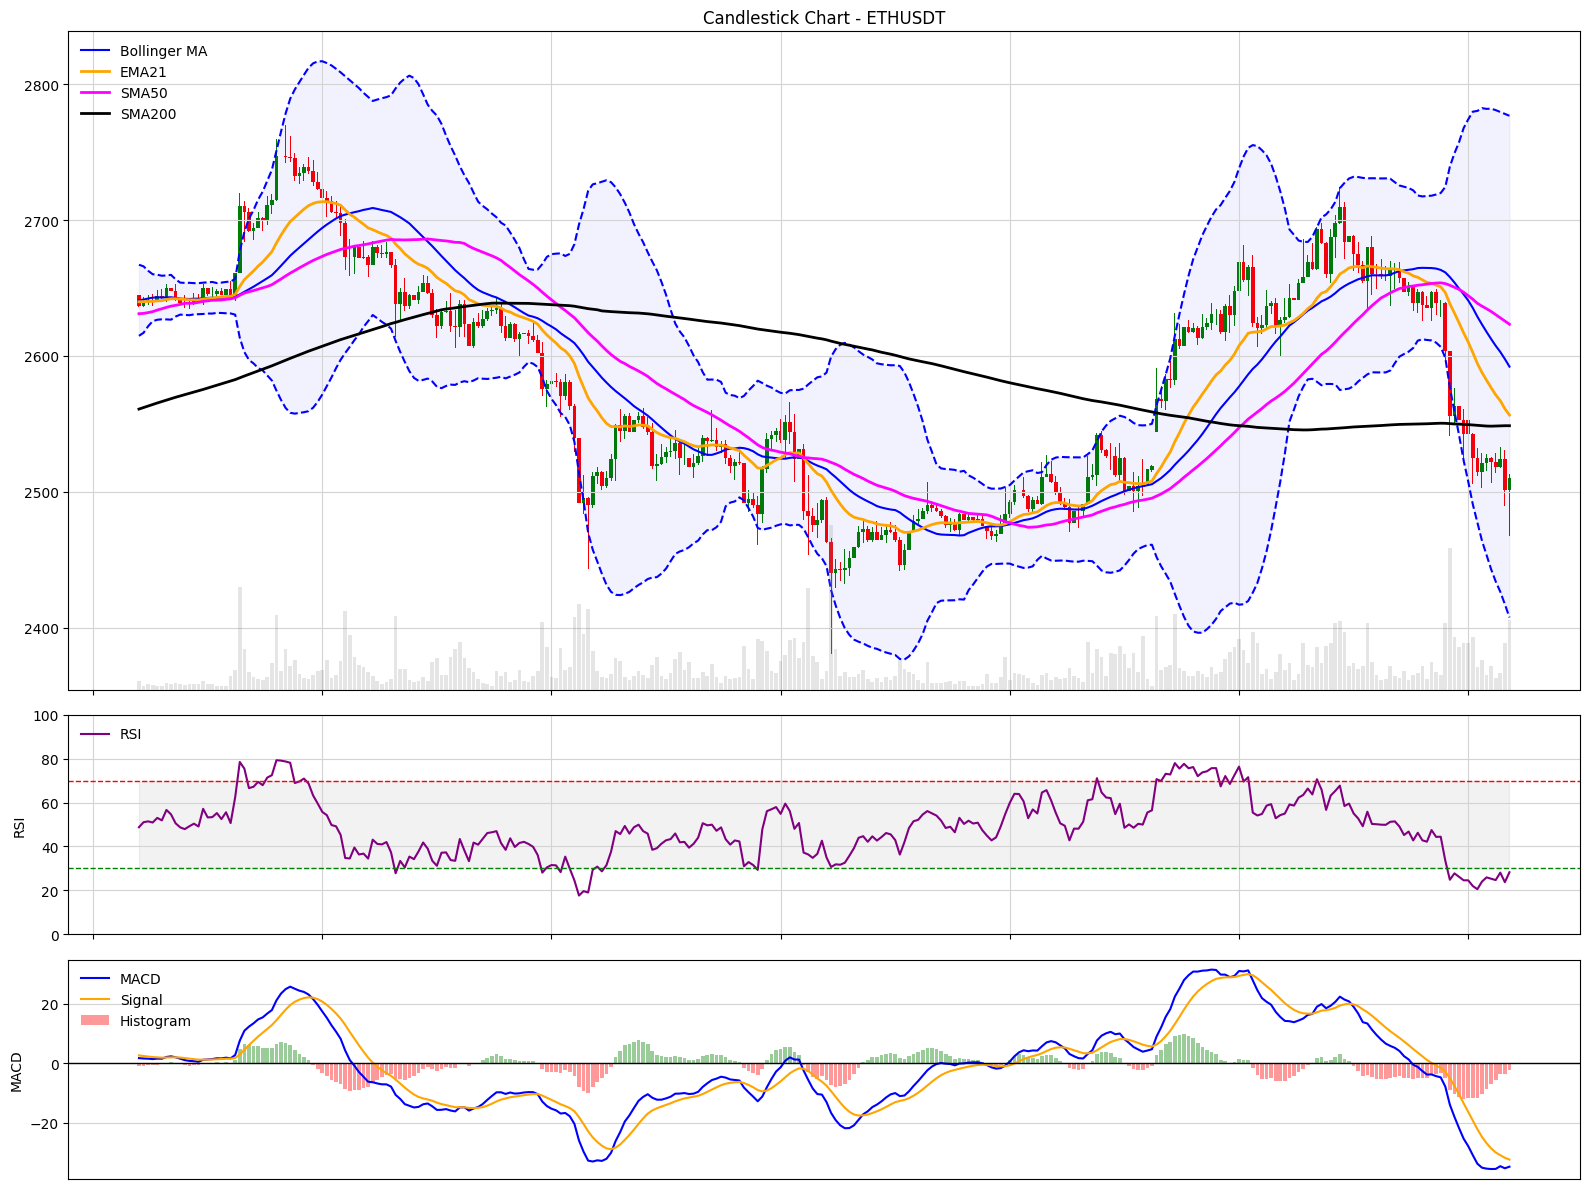 Candlestick Chart - ETHUSDT
Bollinger MA
EMA21
SMA50
SMA200
2800
2700
2600
2500
2400
100
80
60
40
20
0
RSI
RSI
20
0
−20
MACD
MACD
Signal
Histogram